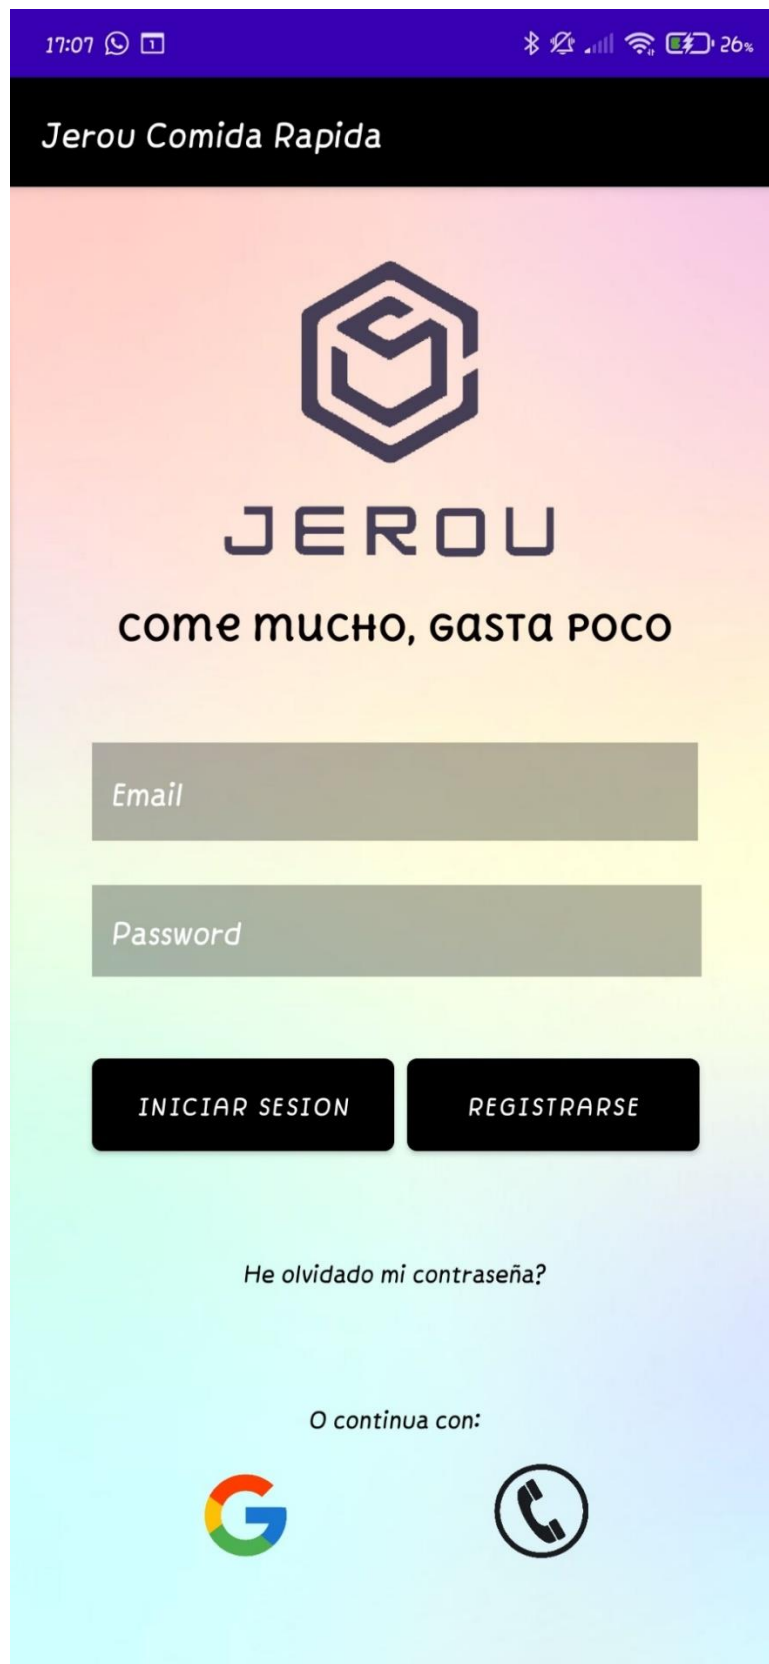 17:07 1 26%
Jerou Comida Rapida
JEROU
come mucho, gasta poco
Email
Password
INICIAR SESION REGISTRARSE
He olvidado mi contraseña?
O continua con:
G